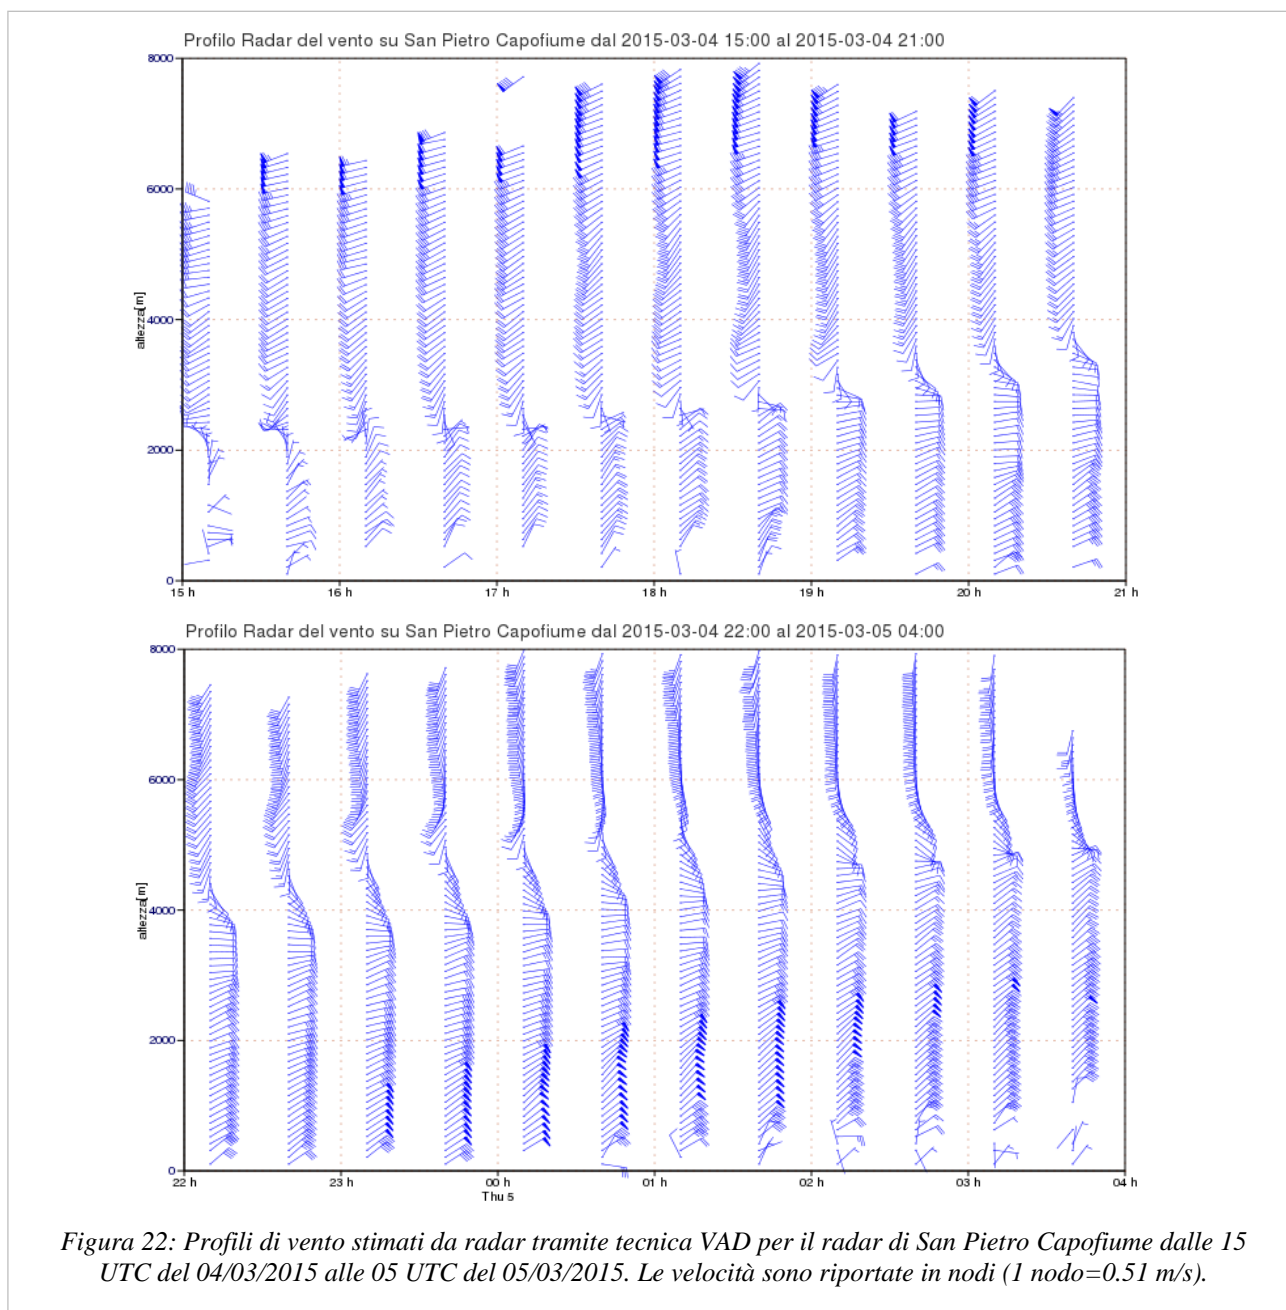 Profilo Radar del vento su San Pietro Capofiume dal 2015-03-04 15:00 al 2015-03-04 21:00
8000
6000
4000
2000
0
altezza[m]
15 h 16 h 17 h 18 h 19 h 20 h 21 h
Profilo Radar del vento su San Pietro Capofiume dal 2015-03-04 22:00 al 2015-03-05 04:00
8000
6000
4000
2000
0
altezza[m]
22 h 23 h 00 h 01 h 02 h 03 h 04 h
Thu 5
Figura 22: Profili di vento stimati da radar tramite tecnica VAD per il radar di San Pietro Capofiume dalle 15
UTC del 04/03/2015 alle 05 UTC del 05/03/2015. Le velocità sono riportate in nodi (1 nodo=0.51 m/s).